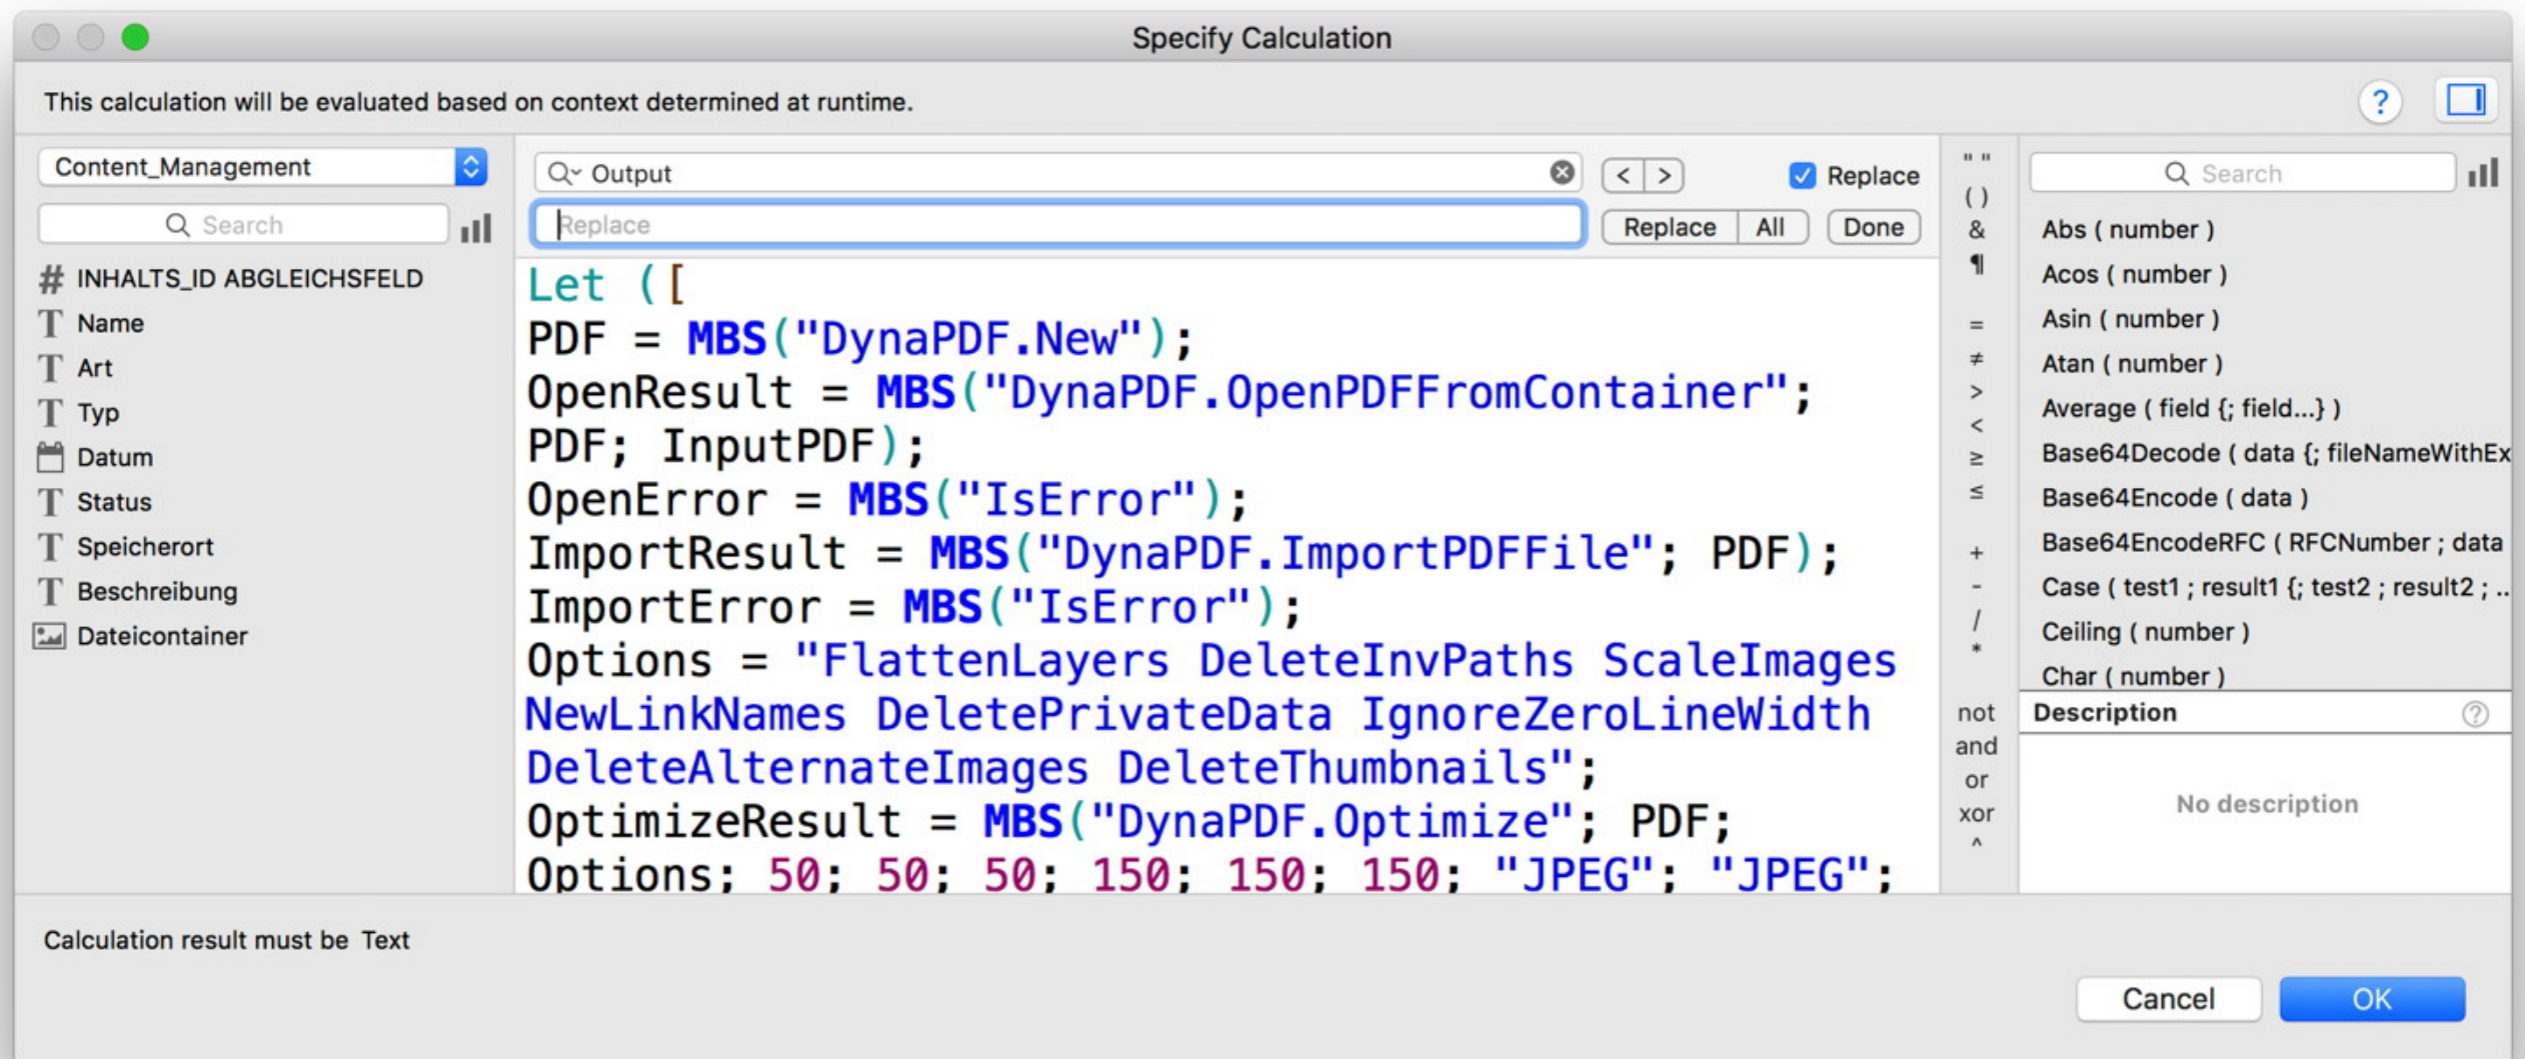 Specify Calculation
This calculation will be evaluated based on context determined at runtime.
?
Content_Management
Search
# INHALTS_ID ABGLEICHSFELD
T Name
T Art
T Typ
Datum
T Status
T Speicherort
T Beschreibung
Dateicontainer
Output
< >
Replace
Replace
Replace All Done
Let ([
PDF = MBS("DynaPDF.New");
OpenResult = MBS("DynaPDF.OpenPDFFromContainer";
PDF; InputPDF);
OpenError = MBS("IsError");
ImportResult = MBS("DynaPDF.ImportPDFFile"; PDF);
ImportError = MBS("IsError");
Options = "FlattenLayers DeleteInvPaths ScaleImages
NewLinkNames DeletePrivateData IgnoreZeroLineWidth
DeleteAlternateImages DeleteThumbnails";
OptimizeResult = MBS("DynaPDF.Optimize"; PDF;
Options; 50; 50; 50; 150; 150; 150; "JPEG"; "JPEG";
" "
( )
&
¶
=
≠
>
<
≥
≤
+
-
/
*
not
and
or
xor
^
Search
Abs ( number )
Acos ( number )
Asin ( number )
Atan ( number )
Average ( field {; field...} )
Base64Decode ( data {; fileNameWithEx
Base64Encode ( data )
Base64EncodeRFC ( RFCNumber ; data
Case ( test1 ; result1 {; test2 ; result2 ; ..
Ceiling ( number )
Char ( number )
Description ?
No description
Calculation result must be Text
Cancel OK